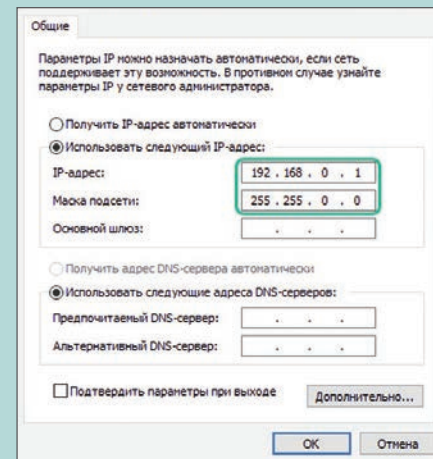 Общие
Параметры IP можно назначать автоматически, если сеть
поддерживает эту возможность. В противном случае узнайте
параметры IP у сетевого администратора.
Получить IP-адрес автоматически
Использовать следующий IP-адрес:
IP-адрес: 192 . 168 . 0 . 1
Маска подсети: 255 . 255 . 0 . 0
Основной шлюз: . . .
Получить адрес DNS-сервера автоматически
Использовать следующие адреса DNS-серверов:
Предпочитаемый DNS-сервер: . . .
Альтернативный DNS-сервер: . . .
Подтвердить параметры при выходе
Дополнительно...
ОК Отмена